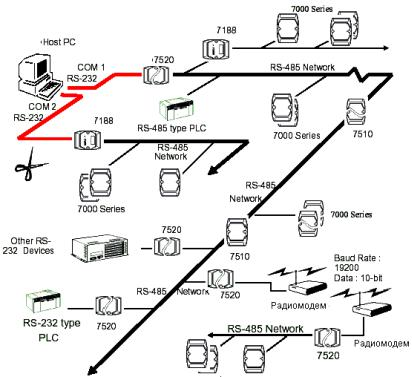 7000 Series
7188
Host PC
COM 1
7520
RS-232
RS-485 Network
COM 2
RS-232
7188
RS-485 type PLC
7000 Series
7510
RS-485
Network
7000 Series
RS-485
Network
7000 Series
Other RS-
232 Devices
7520
7510
Baud Rate :
19200
Data : 10-bit
RS-485 Network
7520
Радиомодем
Радиомодем
RS-232 type
PLC
7520
RS-485 Network
7520